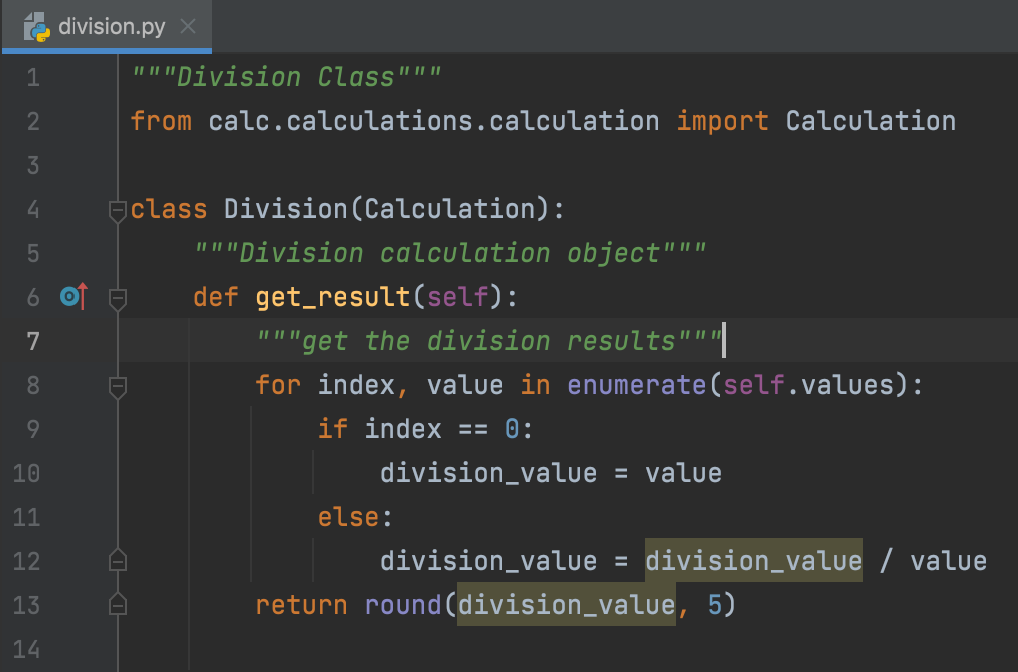 division.py
1 """Division Class"""
2 from calc.calculations.calculation import Calculation
3
4 class Division(Calculation):
5     """Division calculation object"""
6     def get_result(self):
7         """get the division results"""
8         for index, value in enumerate(self.values):
9             if index == 0:
10                 division_value = value
11             else:
12                 division_value = division_value / value
13         return round(division_value, 5)
14